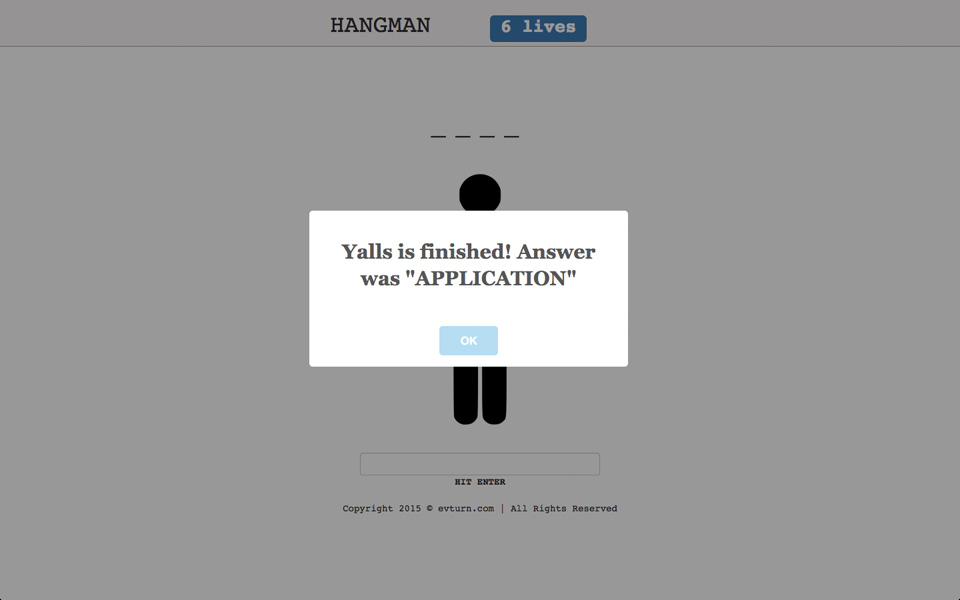 HANGMAN 6 lives
_ _ _ _
Yalls is finished! Answer
was "APPLICATION"
OK
HIT ENTER
Copyright 2015 © evturn.com | All Rights Reserved